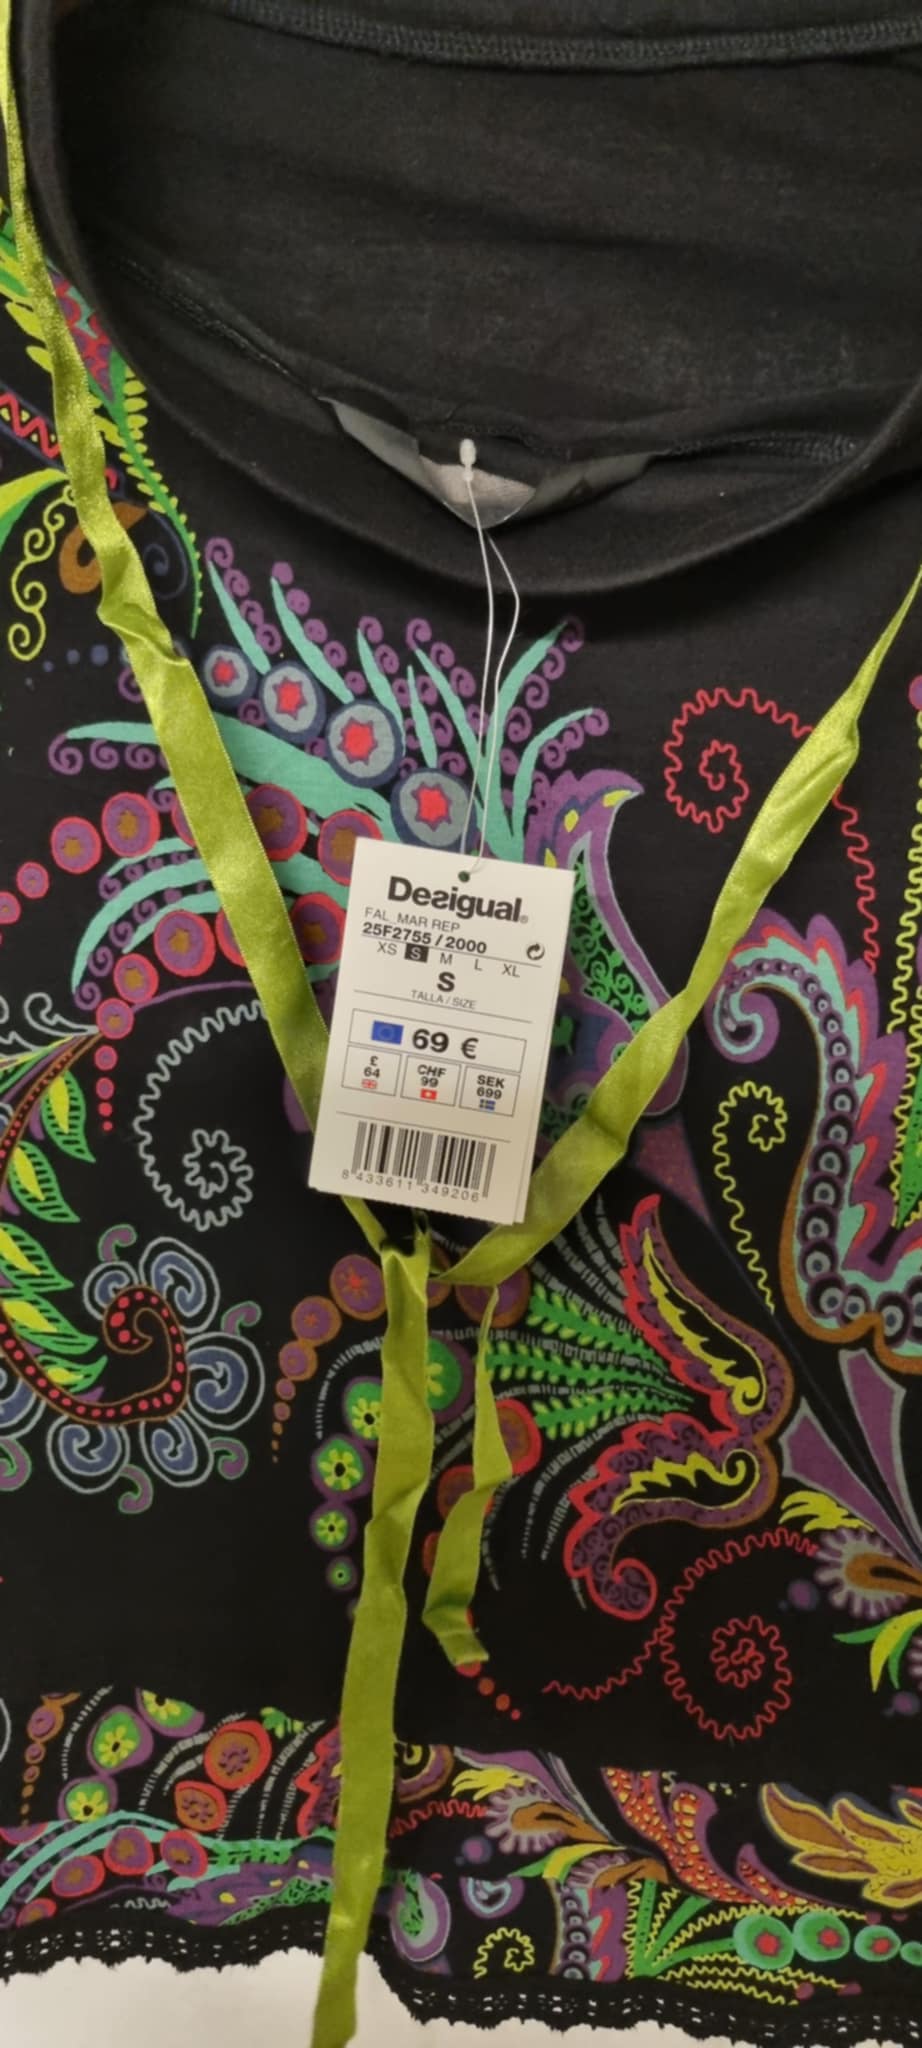 Desigual®
FAL_MAR REP
25F2755 / 2000
XS S M L XL
S
TALLA / SIZE
69 €
£ CHF SEK
64 99 699
8 433611 349206